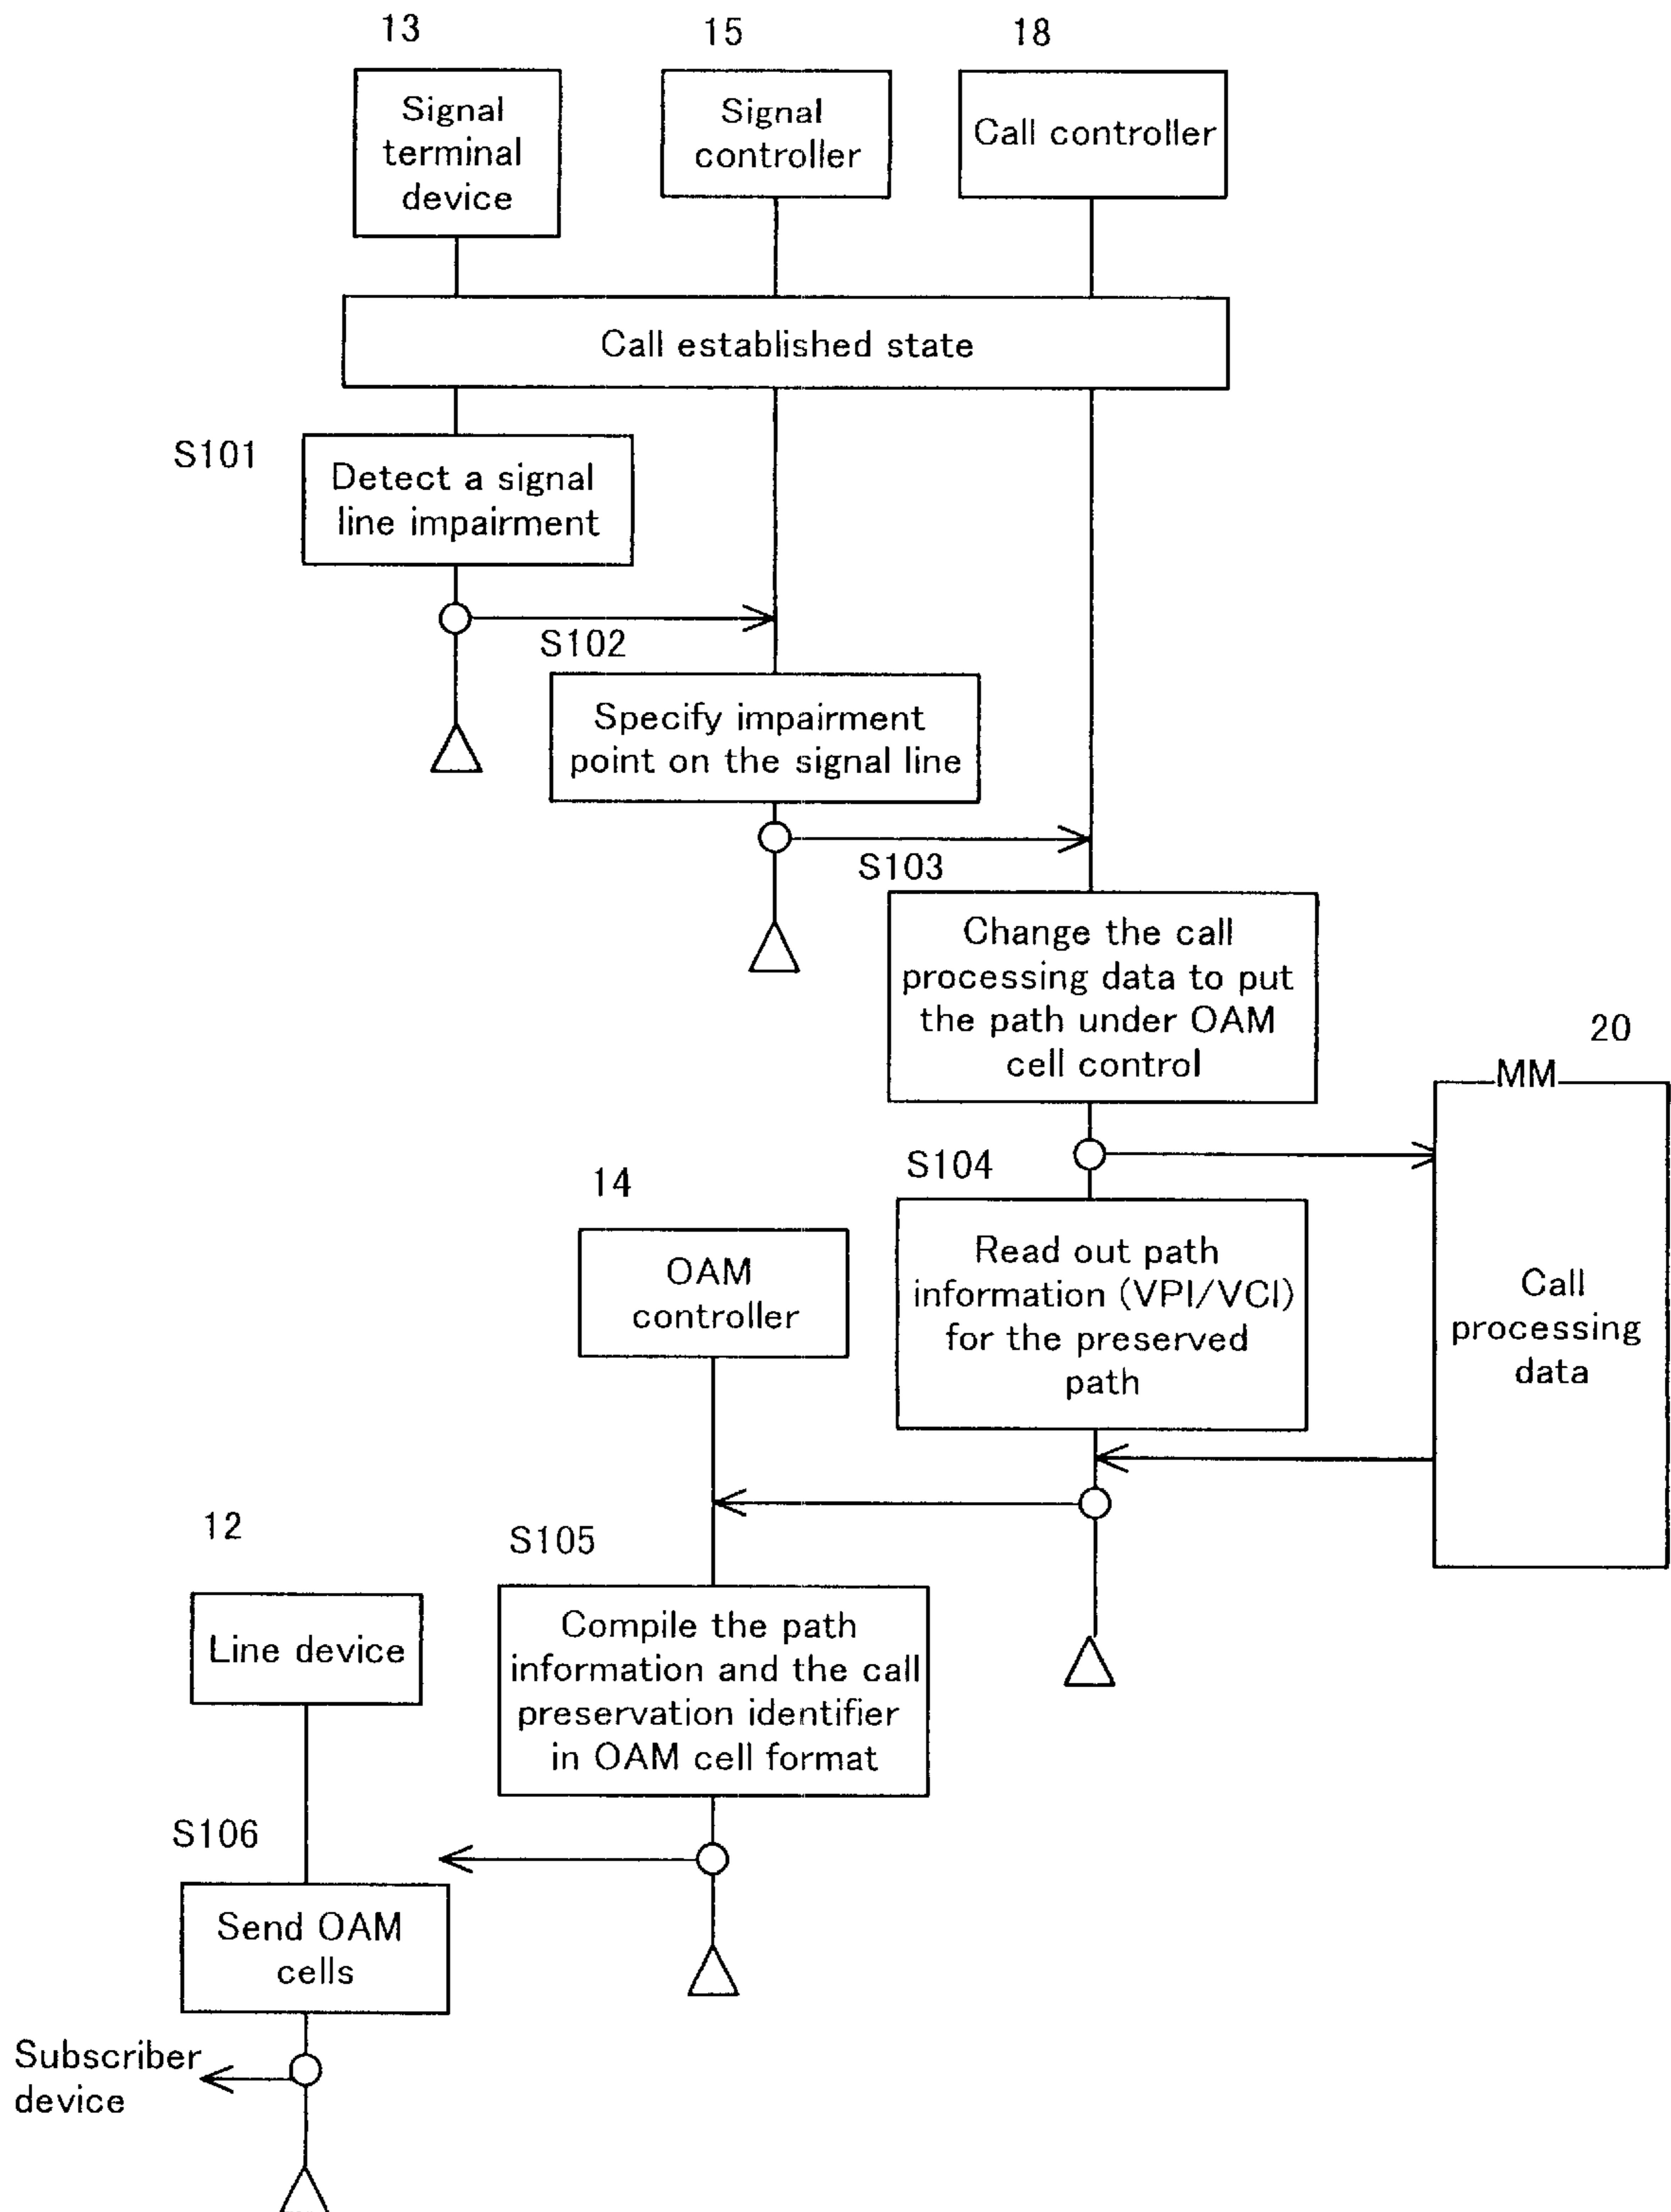 13
15
18
Signal
terminal
device
Signal
controller
Call controller
Call established state
S101
Detect a signal
line impairment
S102
Specify impairment
point on the signal line
S103
Change the call
processing data to put
the path under OAM
cell control
20
MM
Call
processing
data
S104
Read out path
information (VPI/VCI)
for the preserved
path
14
OAM
controller
S105
Compile the path
information and the call
preservation identifier
in OAM cell format
12
Line device
S106
Send OAM
cells
Subscriber
device